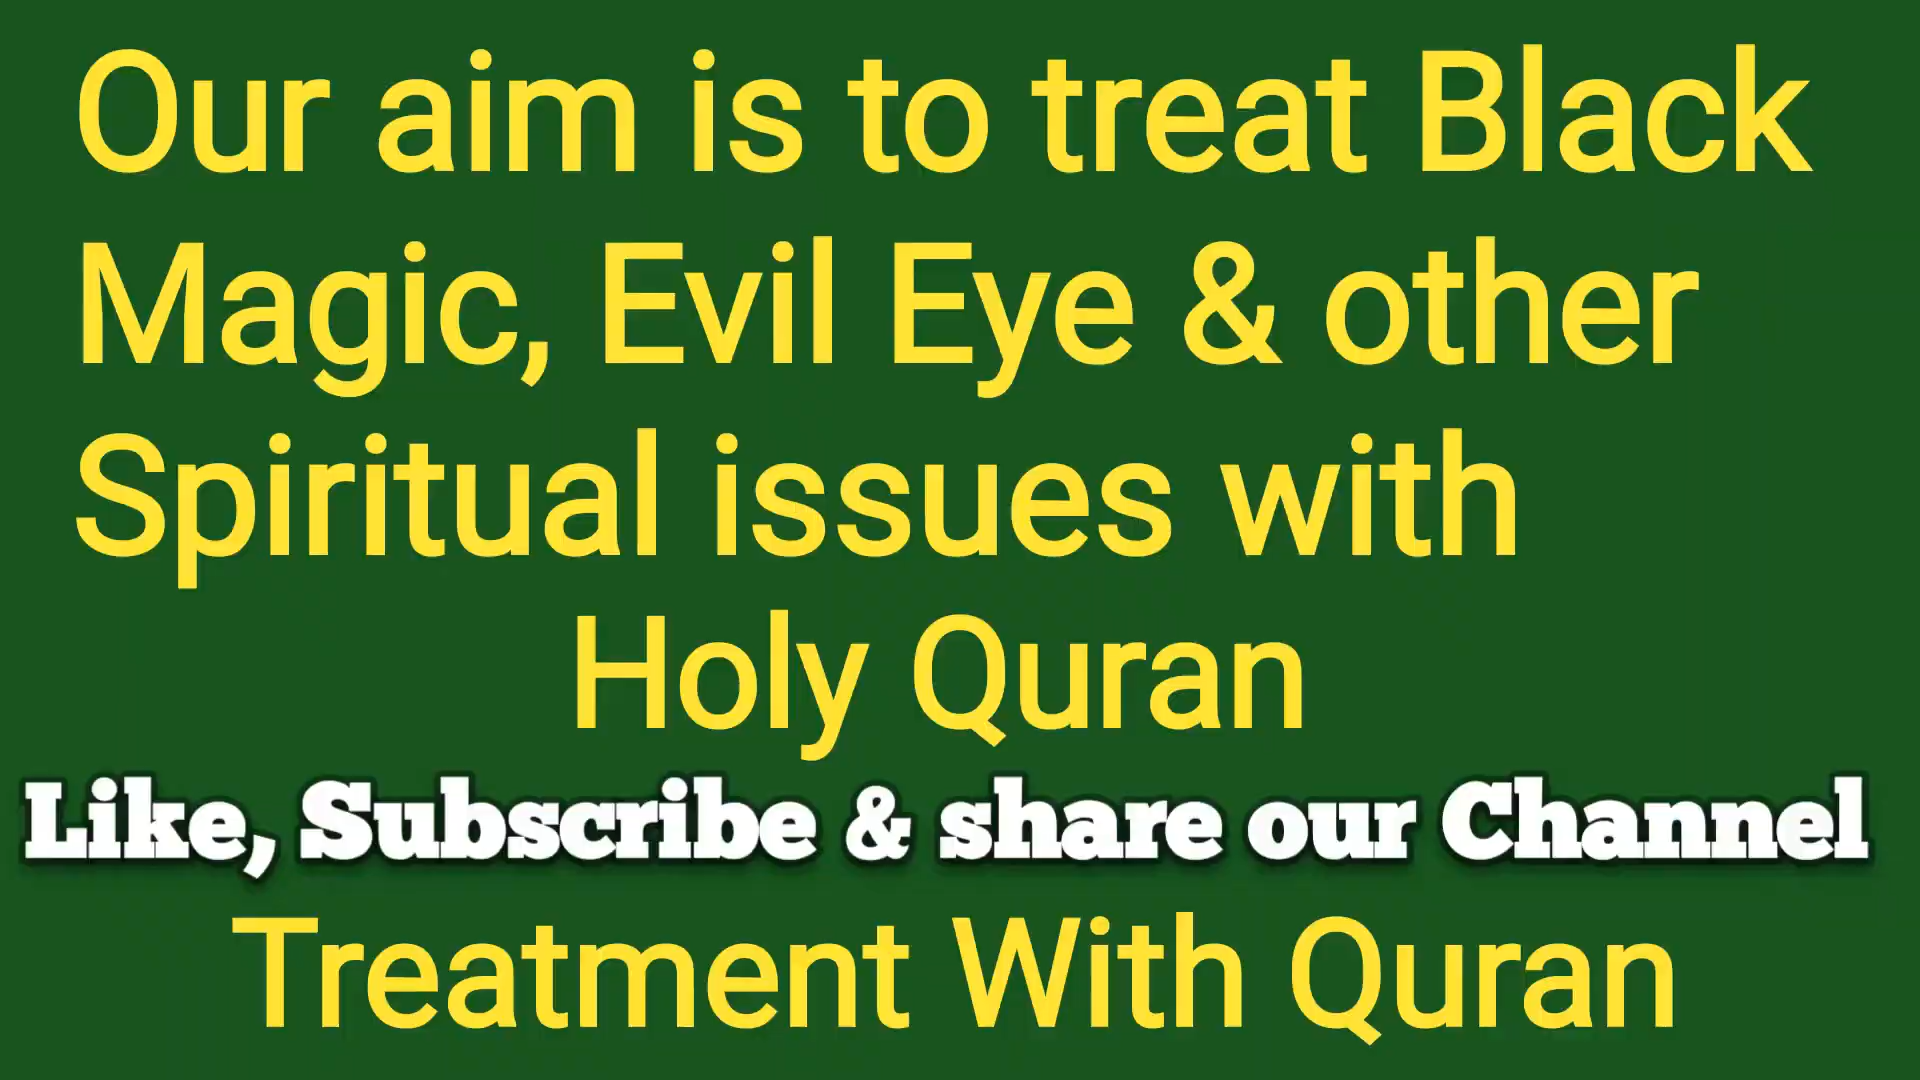 Our aim is to treat Black
Magic, Evil Eye & other
Spiritual issues with
Holy Quran
Like, Subscribe & share our Channel
Treatment With Quran